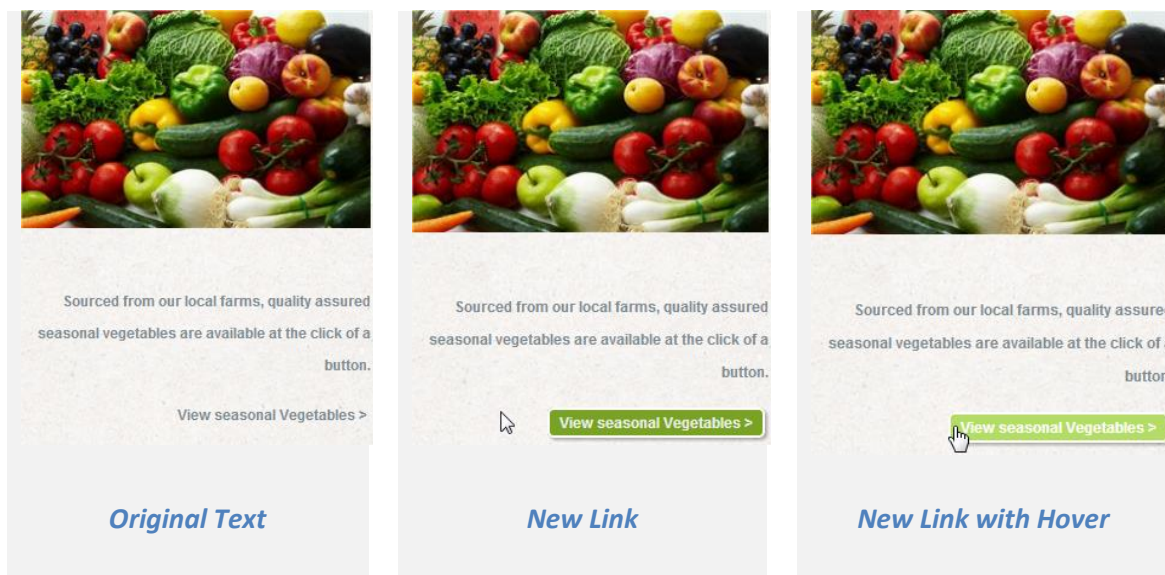 Sourced from our local farms, quality assured
seasonal vegetables are available at the click of a
button.
View seasonal Vegetables >
Original Text
Sourced from our local farms, quality assured
seasonal vegetables are available at the click of a
button.
View seasonal Vegetables >
New Link
Sourced from our local farms, quality assured
seasonal vegetables are available at the click of
button
View seasonal Vegetables >
New Link with Hover